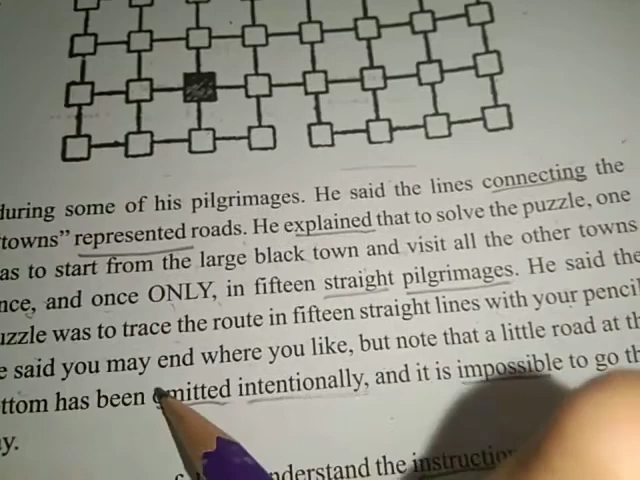 during some of his pilgrimages. He said the lines connecting the
towns” represented roads. He explained that to solve the puzzle, one
as to start from the large black town and visit all the other towns
nce, and once ONLY, in fifteen straight pilgrimages. He said the
uzzle was to trace the route in fifteen straight lines with your pencil
e said you may end where you like, but note that a little road at th
ttom has been omitted intentionally, and it is impossible to go th
y.
nderstand the instruction